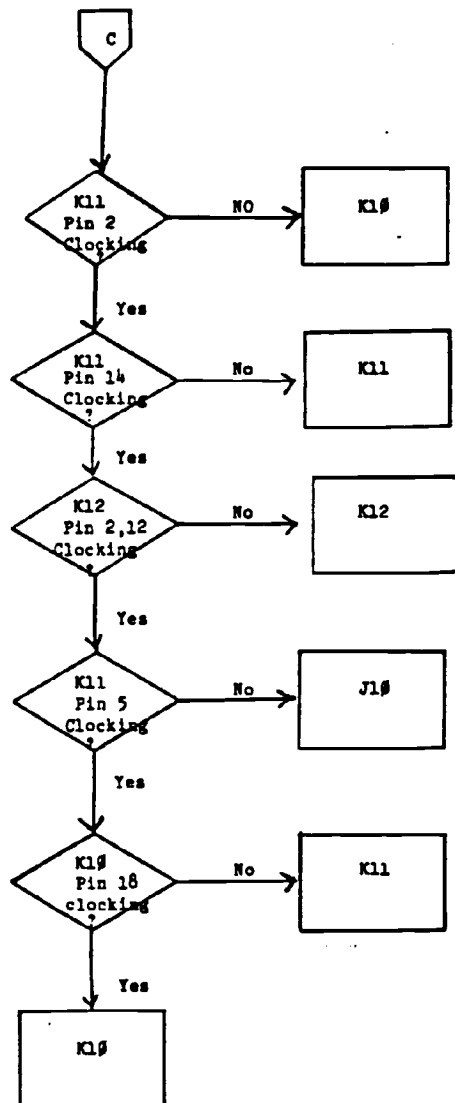 C
K11
Pin 2
Clocking
?
NO
K1Ø
Yes
K11
Pin 14
Clocking
?
No
K11
Yes
K12
Pin 2,12
Clocking
?
No
K12
Yes
K11
Pin 5
Clocking
?
No
J1Ø
Yes
K1Ø
Pin 18
clocking
?
No
K11
Yes
K1Ø